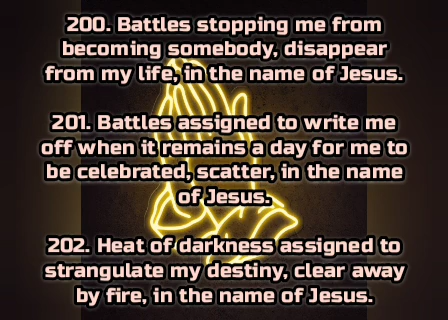 200. Battles stopping me from
becoming somebody, disappear
from my life, in the name of Jesus.
201. Battles assigned to write me
off when it remains a day for me to
be celebrated, scatter, in the name
of Jesus.
202. Heat of darkness assigned to
strangulate my destiny, clear away
by fire, in the name of Jesus.